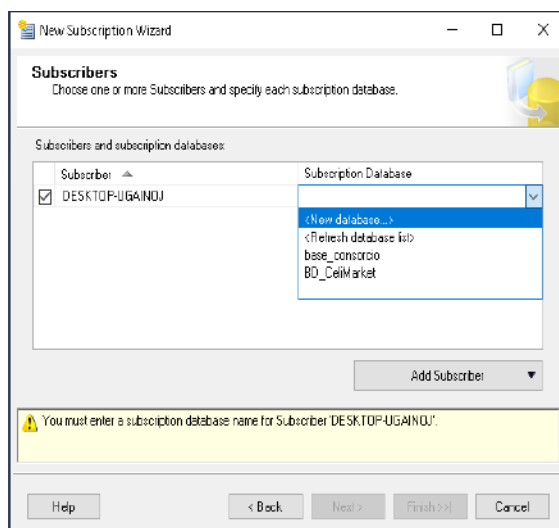 New Subscription Wizard
Subscribers
Choose one or more Subscribers and specify each subscription database.
Subscribers and subscription databases:
Subscriber Subscription Database
DESKTOP-UGAINOJ
<New database...>
<Refresh database list>
base_consorcio
BD_CeliMarket
Add Subscriber
You must enter a subscription database name for Subscriber 'DESKTOP-UGAINOJ'.
Help < Back Next > Finish >>| Cancel